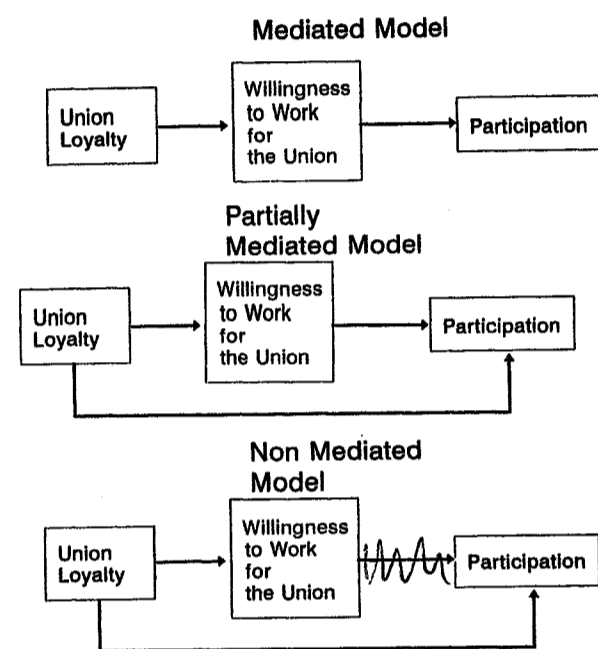 Mediated Model
Union
Loyalty
Willingness
to Work
for
the Union
Participation
Partially
Mediated Model
Union
Loyalty
Willingness
to Work
for
the Union
Participation
Non Mediated
Model
Union
Loyalty
Willingness
to Work
for
the Union
Participation